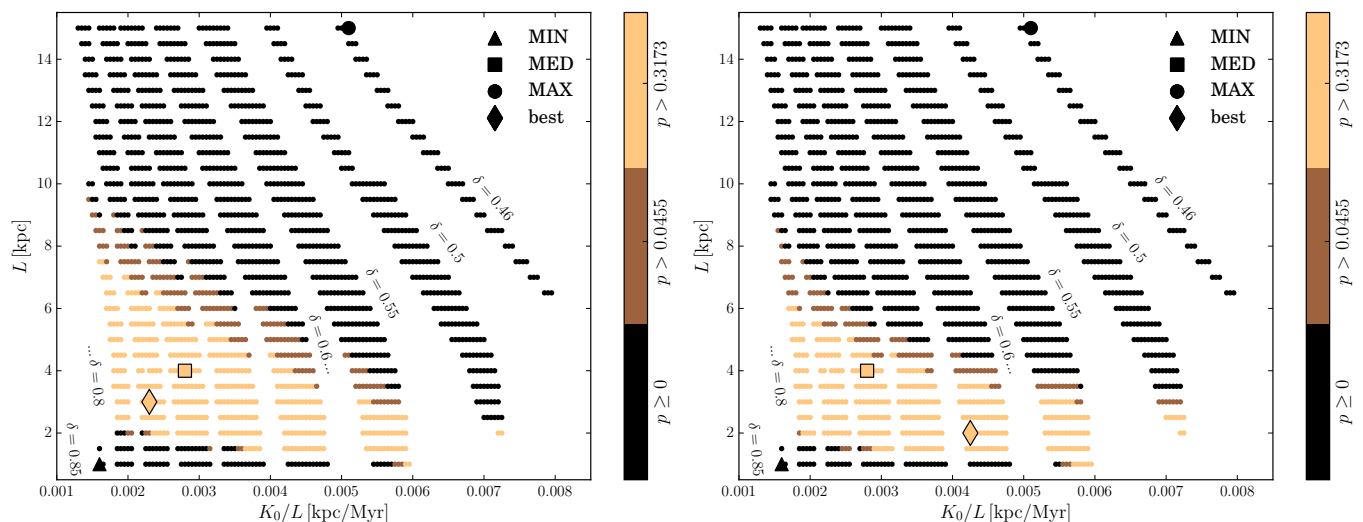 MIN
MED
MAX
best
δ = 0.46
δ = 0.5
δ = 0.55
δ = 0.6 ...
... δ = 0.8
δ = 0.85
14
12
10
8
6
4
2
L [kpc]
0.001 0.002 0.003 0.004 0.005 0.006 0.007 0.008
K₀/L [kpc/Myr]
p > 0.3173
p > 0.0455
p ≥ 0
MIN
MED
MAX
best
δ = 0.46
δ = 0.5
δ = 0.55
δ = 0.6 ...
... δ = 0.8
δ = 0.85
14
12
10
8
6
4
2
L [kpc]
0.001 0.002 0.003 0.004 0.005 0.006 0.007 0.008
K₀/L [kpc/Myr]
p > 0.3173
p > 0.0455
p ≥ 0